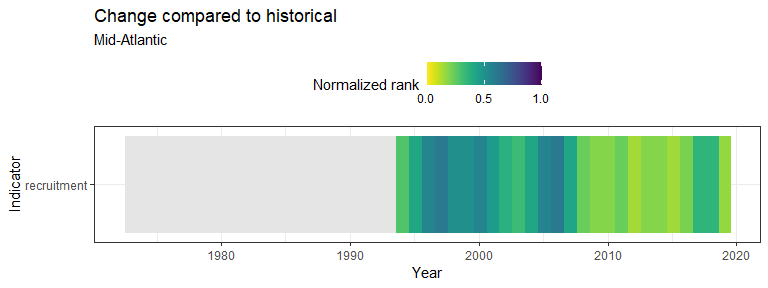 Change compared to historical
Mid-Atlantic
Normalized rank
0.0 0.5 1.0
Indicator
recruitment
1980 1990 2000 2010 2020
Year